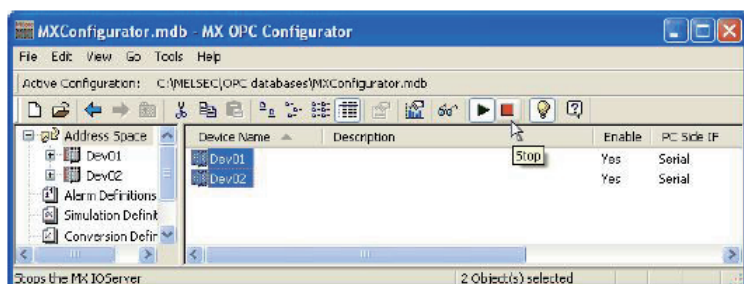 MXConfigurator.mdb - MX OPC Configurator
File Edit View Go Tools Help
Active Configuration: C:\MELSEC\OPC databases\MXConfigurator.mdb
Address Space
Dev01
Dev02
Alarm Definitions
Simulation Definit
Conversion Defir
Device Name Description Enable PC Side IF
Dev01 Yes Serial
Dev02 Yes Serial
Stop
Stops the MX IOServer 2 Object(s) selected